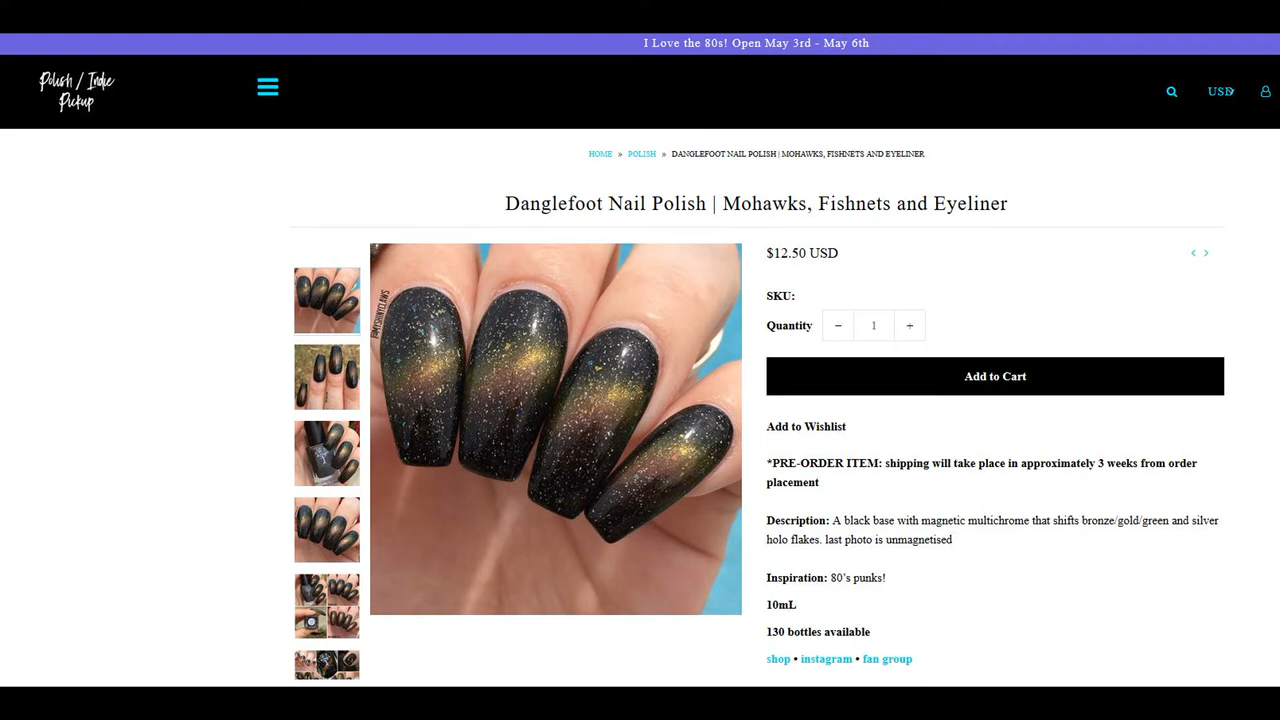 I Love the 80s! Open May 3rd - May 6th
Polish / Indie
Pickup
USD
HOME » POLISH » DANGLEFOOT NAIL POLISH | MOHAWKS, FISHNETS AND EYELINER
Danglefoot Nail Polish | Mohawks, Fishnets and Eyeliner
$12.50 USD
SKU:
Quantity − 1 +
Add to Cart
Add to Wishlist
*PRE-ORDER ITEM: shipping will take place in approximately 3 weeks from order
placement
Description: A black base with magnetic multichrome that shifts bronze/gold/green and silver
holo flakes. last photo is unmagnetised
Inspiration: 80's punks!
10mL
130 bottles available
shop • instagram • fan group